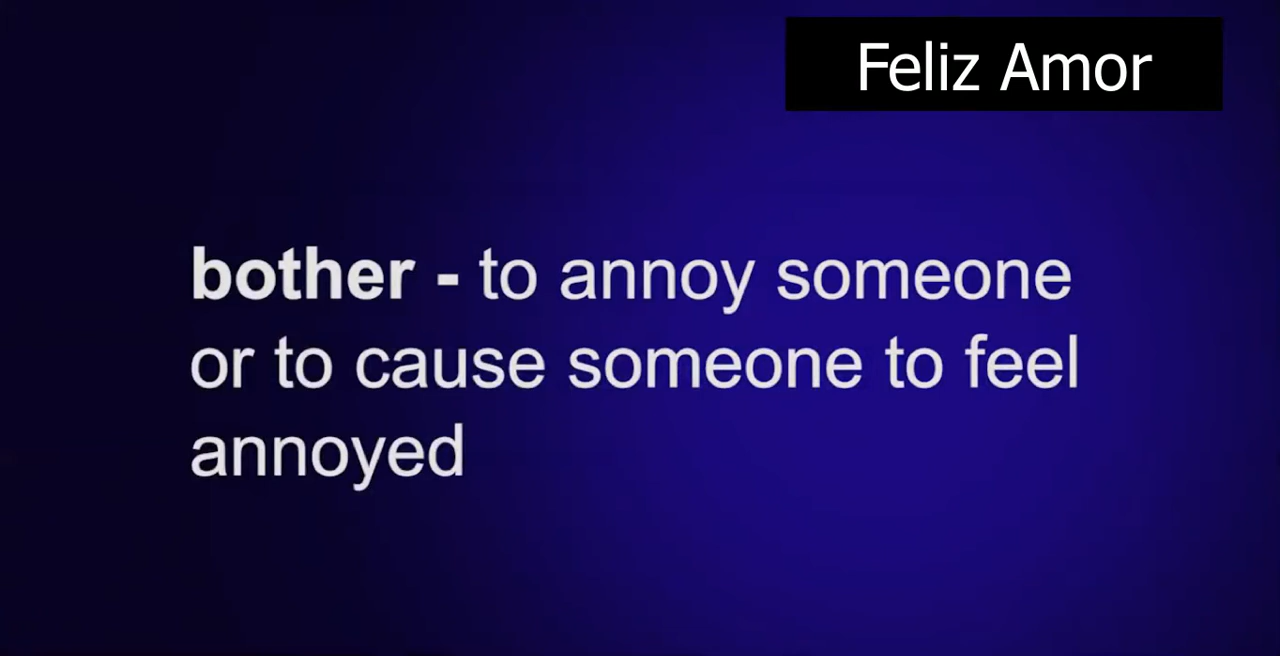 Feliz Amor
bother - to annoy someone
or to cause someone to feel
annoyed